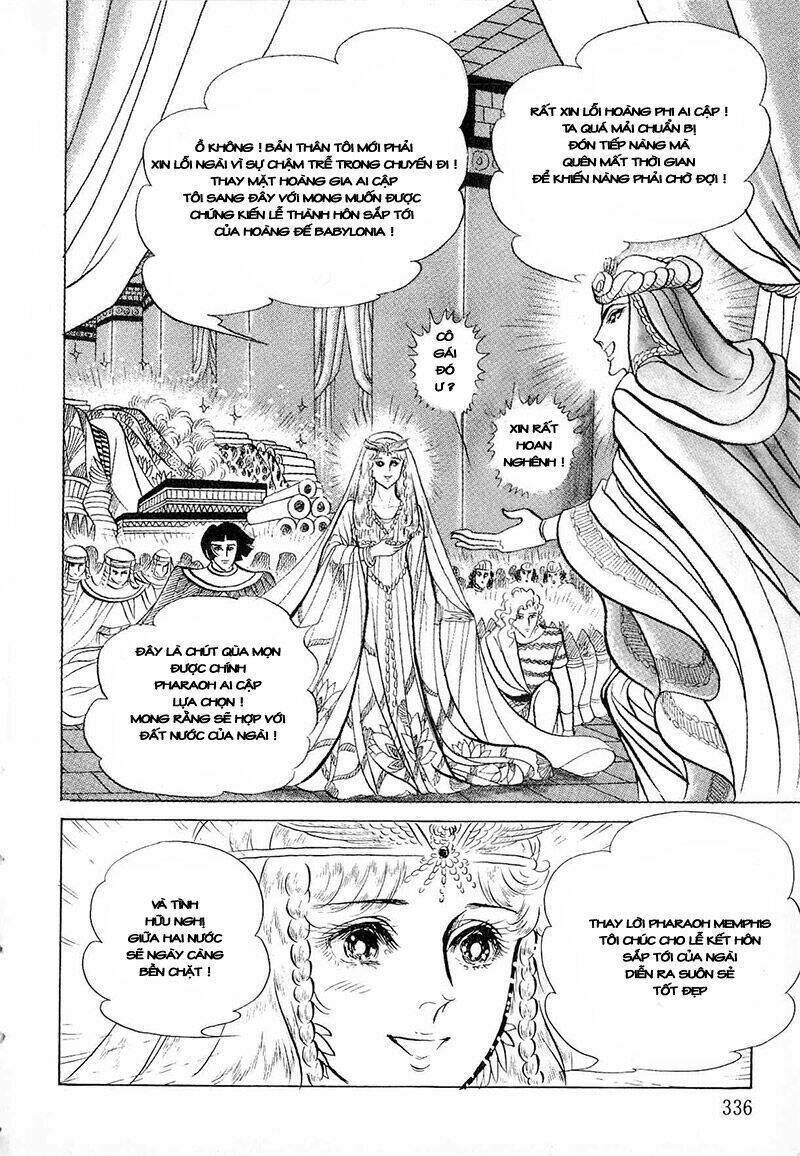 RẤT XIN LỖI HOÀNG PHI AI CẬP !
TA QUÁ MẢI CHUẨN BỊ
ĐÓN TIẾP NÀNG MÀ
QUÊN MẤT THỜI GIAN
ĐỂ KHIẾN NÀNG PHẢI CHỜ ĐỢI !
Ồ KHÔNG ! BẢN THÂN TÔI MỚI PHẢI
XIN LỖI NGÀI VÌ SỰ CHẬM TRỄ TRONG CHUYẾN ĐI !
THAY MẶT HOÀNG GIA AI CẬP
TÔI SANG ĐÂY VỚI MONG MUỐN ĐƯỢC
CHỨNG KIẾN LỄ THÀNH HÔN SẮP TỚI
CỦA HOÀNG ĐẾ BABYLONIA !
CÔ
GÁI
ĐÓ
Ư ?
XIN RẤT
HOAN
NGHÊNH !
ĐÂY LÀ CHÚT QÙA MỌN
ĐƯỢC CHÍNH
PHARAOH AI CẬP
LỰA CHỌN !
MONG RẰNG SẼ HỢP VỚI
ĐẤT NƯỚC CỦA NGÀI !
VÀ TÌNH
HỮU NGHỊ
GIỮA HAI NƯỚC
SẼ NGÀY CÀNG
BỀN CHẶT !
THAY LỜI PHARAOH MEMPHIS
TÔI CHÚC CHO LỄ KẾT HÔN
SẮP TỚI CỦA NGÀI
DIỄN RA SUÔN SẺ
TỐT ĐẸP
336